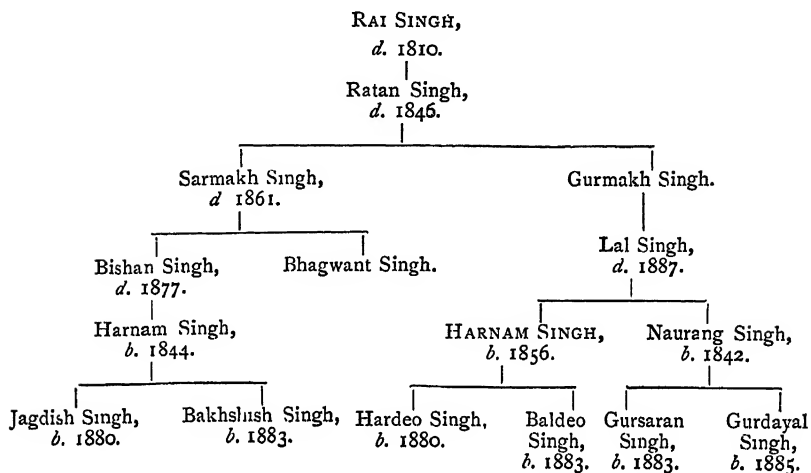 RAI SINGH,
d. 1810.
Ratan Singh,
d. 1846.
Sarmakh Singh,
d 1861.
Gurmakh Singh.
Bishan Singh,
d. 1877.
Bhagwant Singh.
Lal Singh,
d. 1887.
Harnam Singh,
b. 1844.
HARNAM SINGH,
b. 1856.
Naurang Singh,
b. 1842.
Jagdish Singh,
b. 1880.
Bakhshish Singh,
b. 1883.
Hardeo Singh,
b. 1880.
Baldeo
Singh,
b. 1883.
Gursaran
Singh,
b. 1883.
Gurdayal
Singh,
b. 1885.